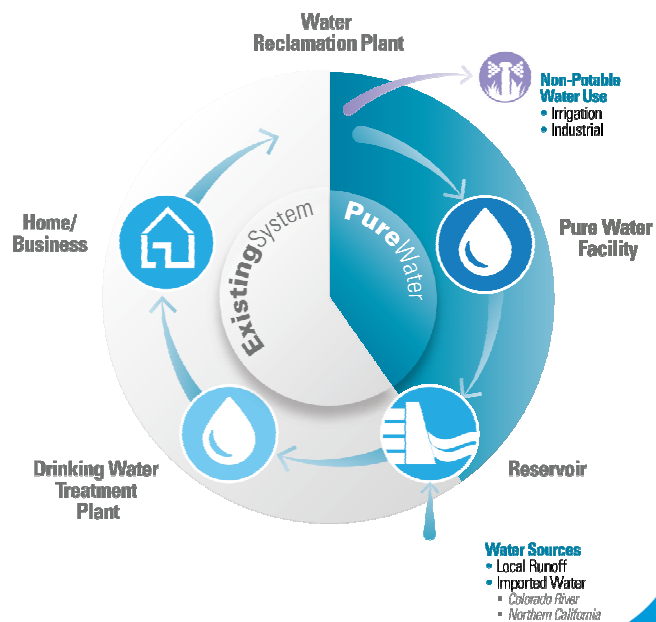 Water
Reclamation Plant
Non-Potable
Water Use
• Irrigation
• Industrial
Home/
Business
ExistingSystem
PureWater
Pure Water
Facility
Drinking Water
Treatment
Plant
Reservoir
Water Sources
• Local Runoff
• Imported Water
▪ Colorado River
▪ Northern California